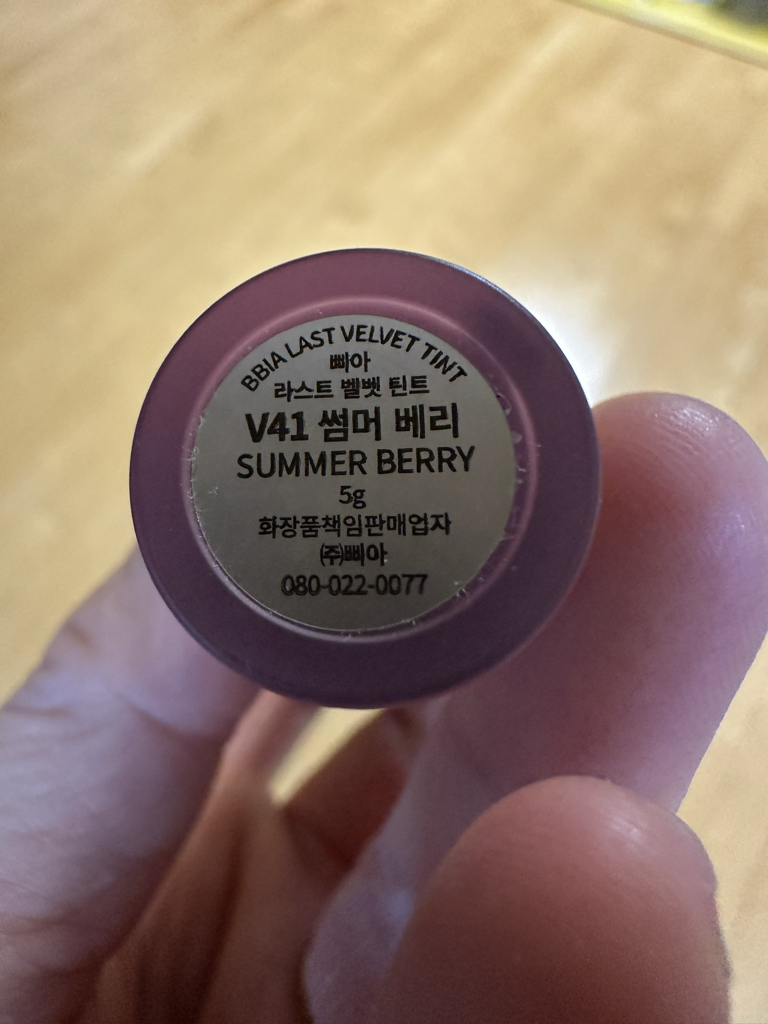 BBIA LAST VELVET TINT
삐아
라스트 벨벳 틴트
V41 썸머 베리
SUMMER BERRY
5g
화장품책임판매업자
㈜삐아
080-022-0077